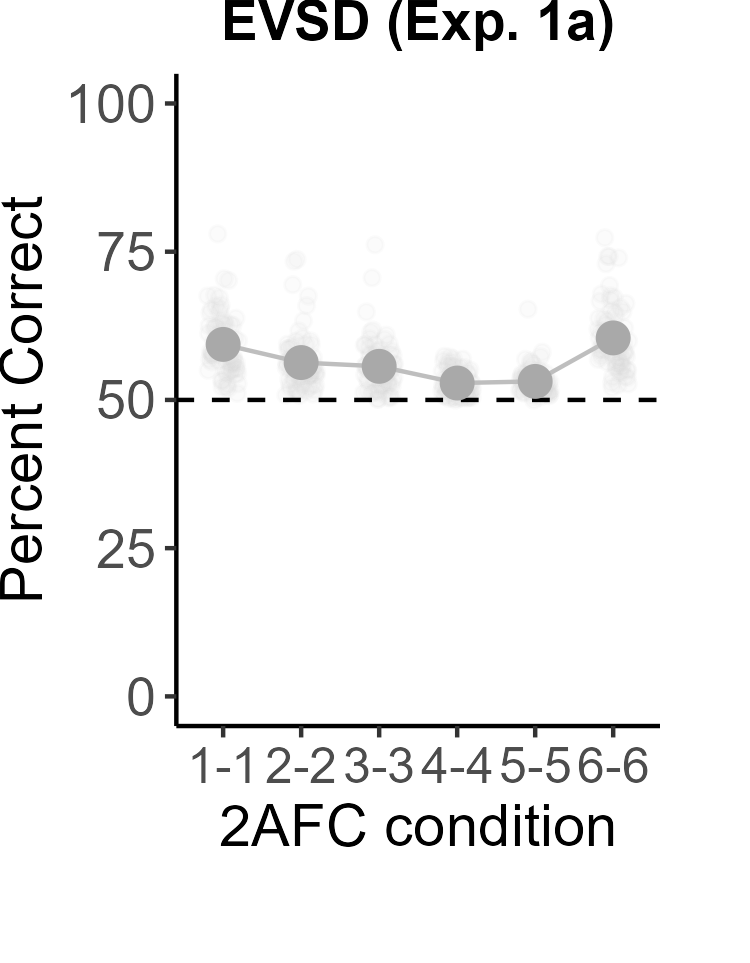 EVSD (Exp. 1a)
Percent Correct
100
75
50
25
0
1-1 2-2 3-3 4-4 5-5 6-6
2AFC condition